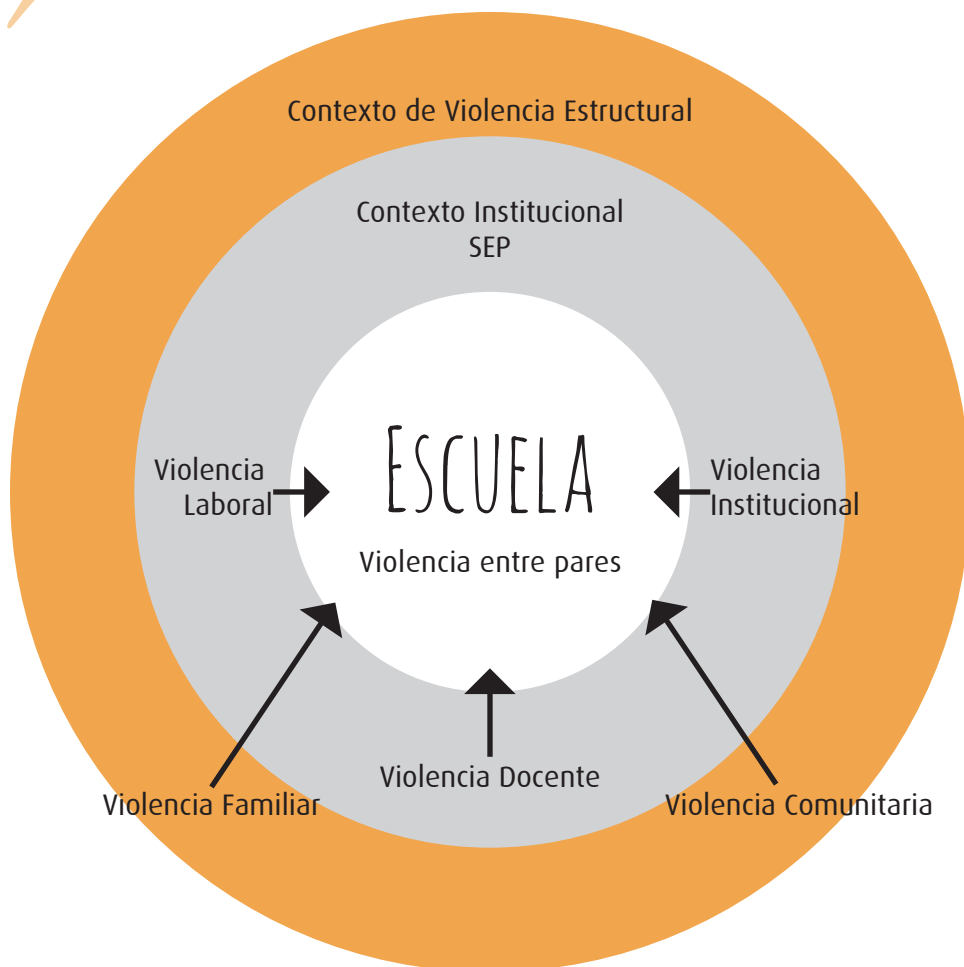 Contexto de Violencia Estructural
Contexto Institucional
SEP
ESCUELA
Violencia entre pares
Violencia
Laboral
Violencia
Institucional
Violencia Docente
Violencia Familiar
Violencia Comunitaria